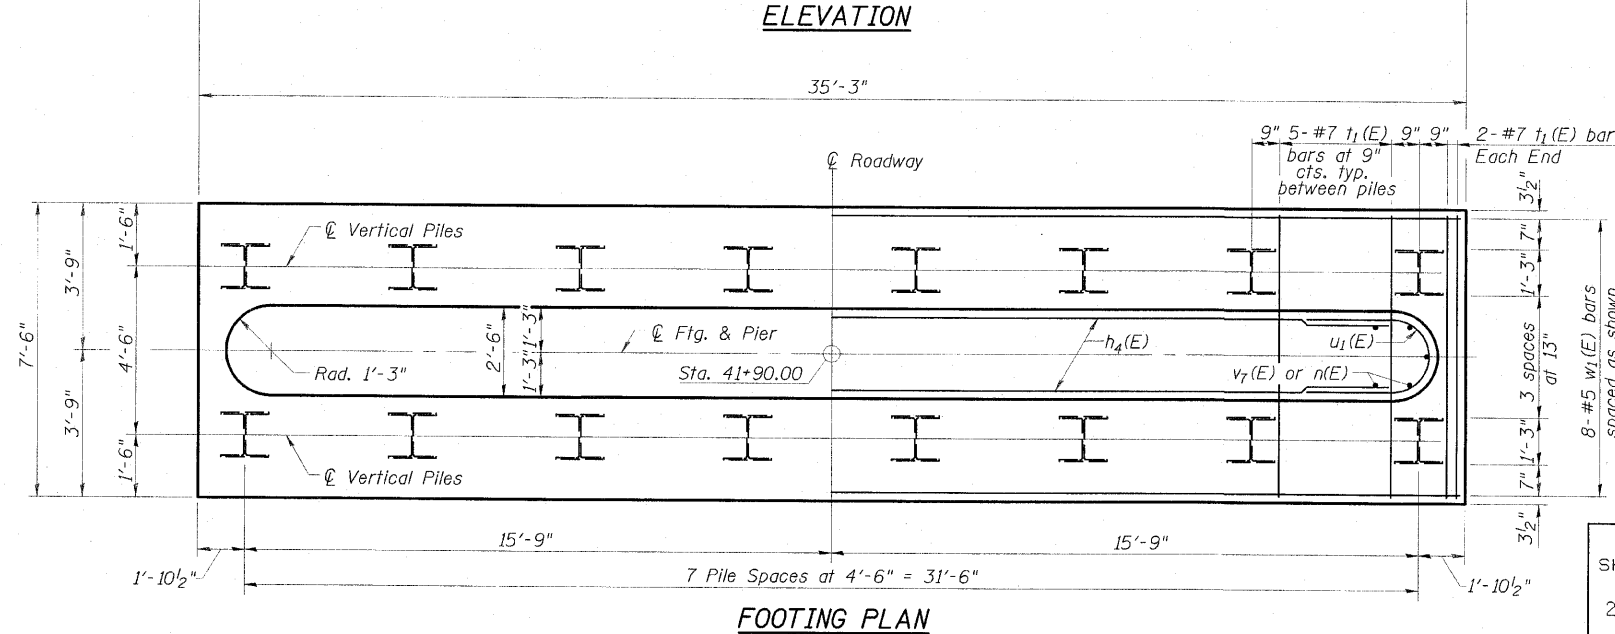 ELEVATION
35'-3"
9" 5-#7 t₁(E) 9" 9" 2-#7 t₁(E) bar
bars at 9"
cts. typ.
between piles
Each End
℄ Roadway
3½"
7"
1'-3"
3 spaces
at 13"
1'-3"
7"
3½"
8-#5 w₁(E) bars
spaced as shown
℄ Vertical Piles
1'-6"
3'-9"
7'-6"
4'-6"
3'-9"
1'-6"
2'-6"
1'-3"
1'-3"
℄ Ftg. & Pier
Rad. 1'-3"
Sta. 41+90.00
h₄(E)
u₁(E)
v₇(E) or n(E)
℄ Vertical Piles
15'-9"
15'-9"
1'-10½"
7 Pile Spaces at 4'-6" = 31'-6"
1'-10½"
FOOTING PLAN